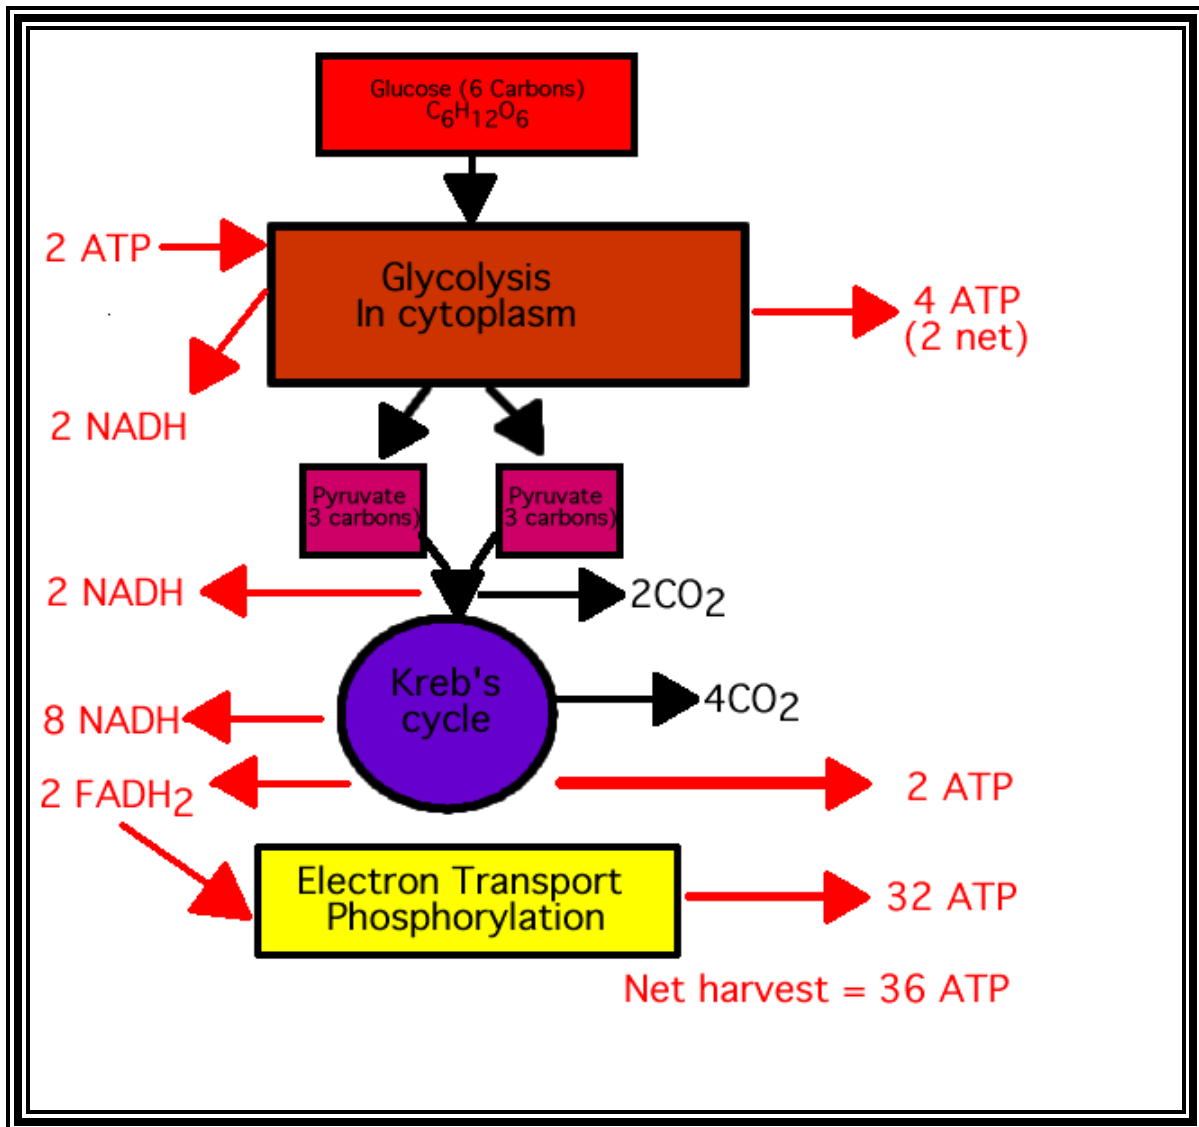 Glucose (6 Carbons)
C6H12O6
2 ATP
Glycolysis
In cytoplasm
4 ATP
(2 net)
2 NADH
Pyruvate
3 carbons)
Pyruvate
3 carbons)
2 NADH
2CO2
Kreb's
cycle
8 NADH
4CO2
2 FADH2
2 ATP
Electron Transport
Phosphorylation
32 ATP
Net harvest = 36 ATP